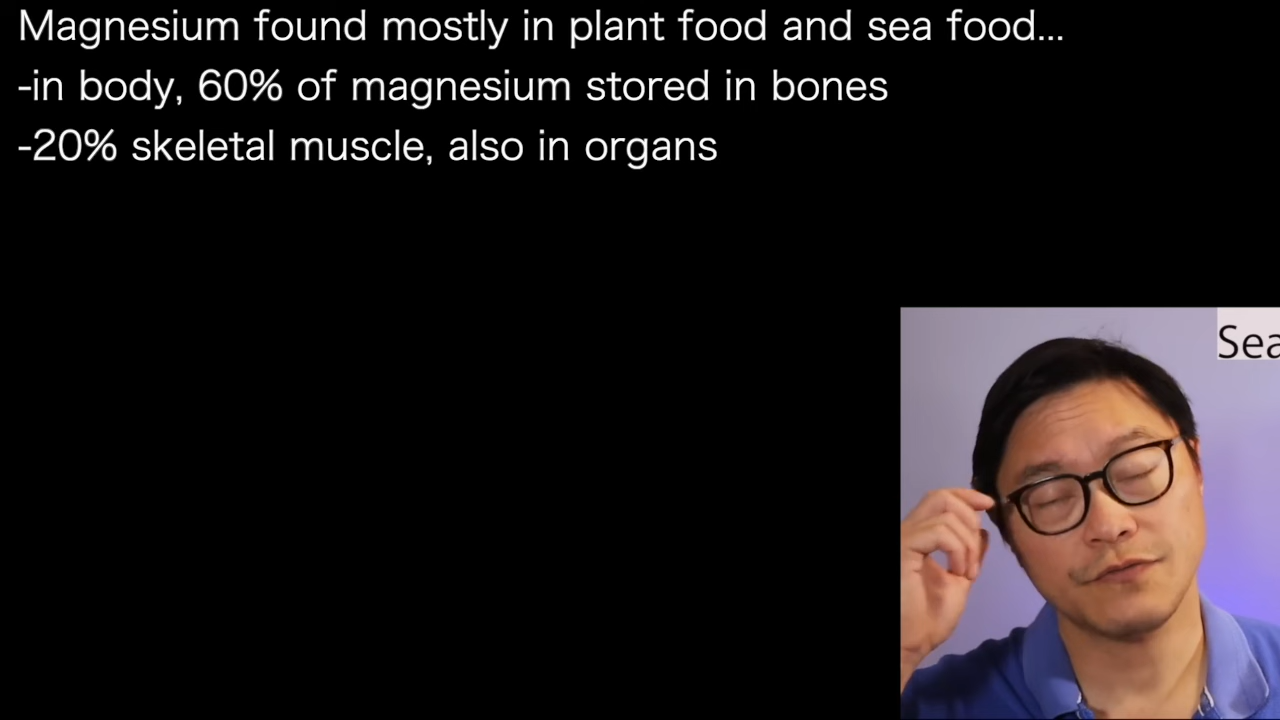 Magnesium found mostly in plant food and sea food...
-in body, 60% of magnesium stored in bones
-20% skeletal muscle, also in organs
Sea